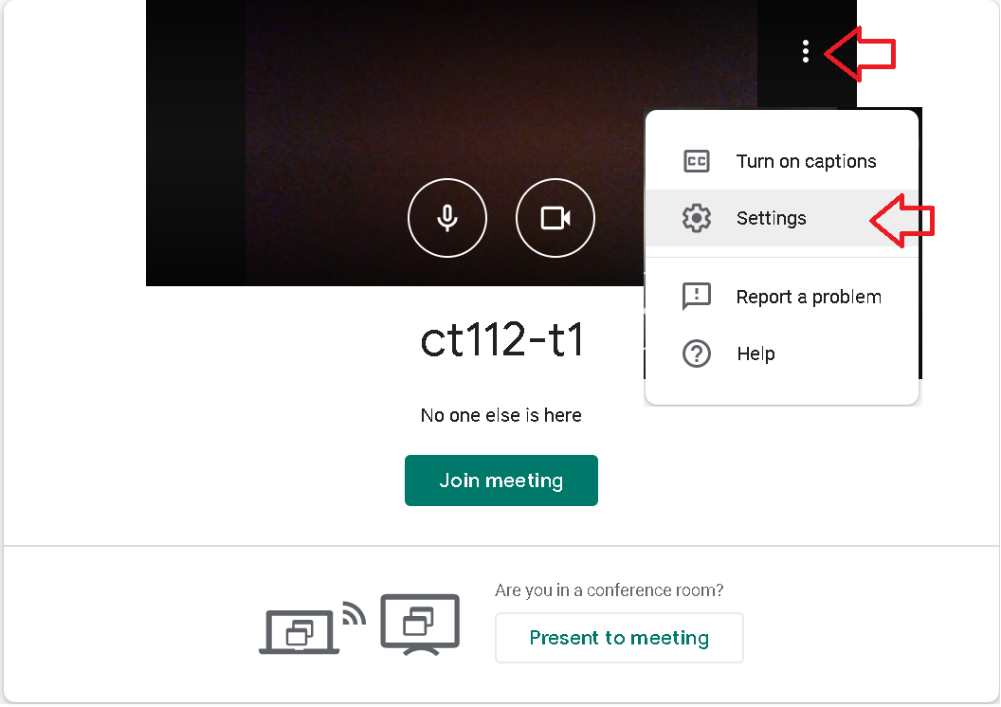 CC Turn on captions
Settings
Report a problem
Help
ct112-t1
No one else is here
Join meeting
Are you in a conference room?
Present to meeting